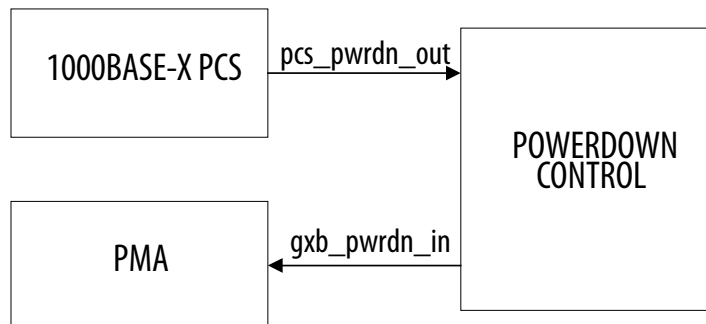 1000BASE-X PCS
pcs_pwrdn_out
POWERDOWN
CONTROL
PMA
gxb_pwrdn_in